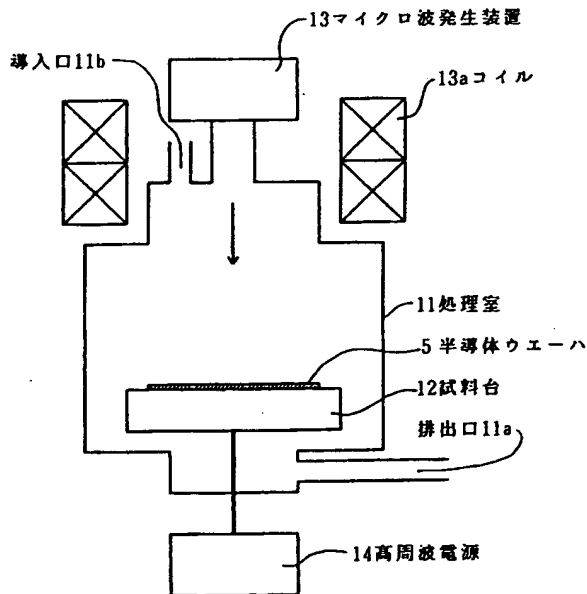 13マイクロ波発生装置
導入口11b
13aコイル
11処理室
5半導体ウエーハ
12試料台
排出口11a
14高周波電源